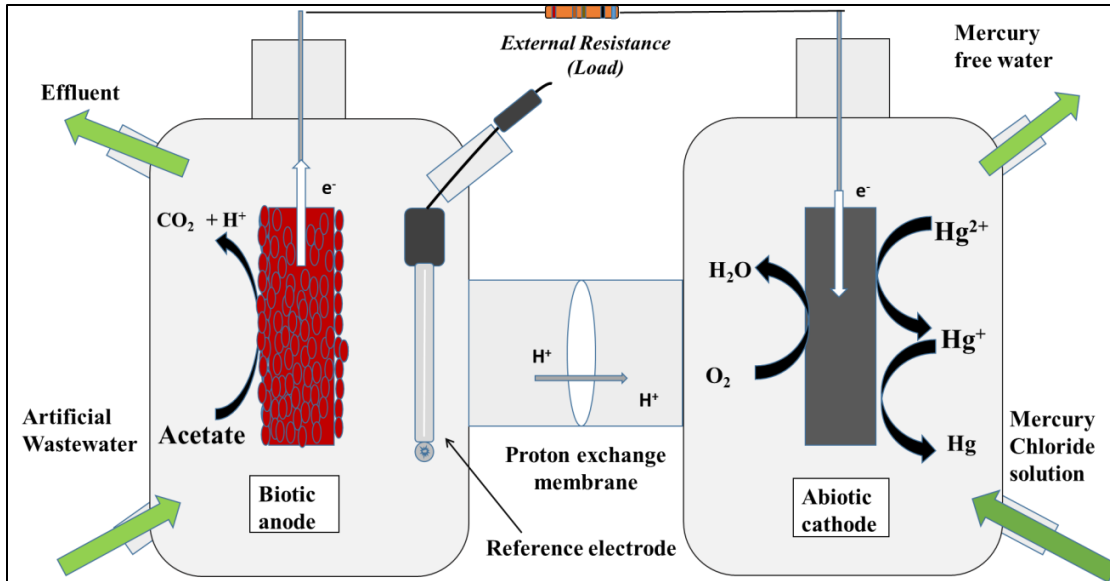 External Resistance
(Load)
Mercury
free water
Effluent
e⁻
e⁻
CO₂ + H⁺
Hg²⁺
H₂O
Hg⁺
H⁺
H⁺
O₂
Artificial
Wastewater
Acetate
Hg
Mercury
Chloride
solution
Proton exchange
membrane
Biotic
anode
Abiotic
cathode
Reference electrode